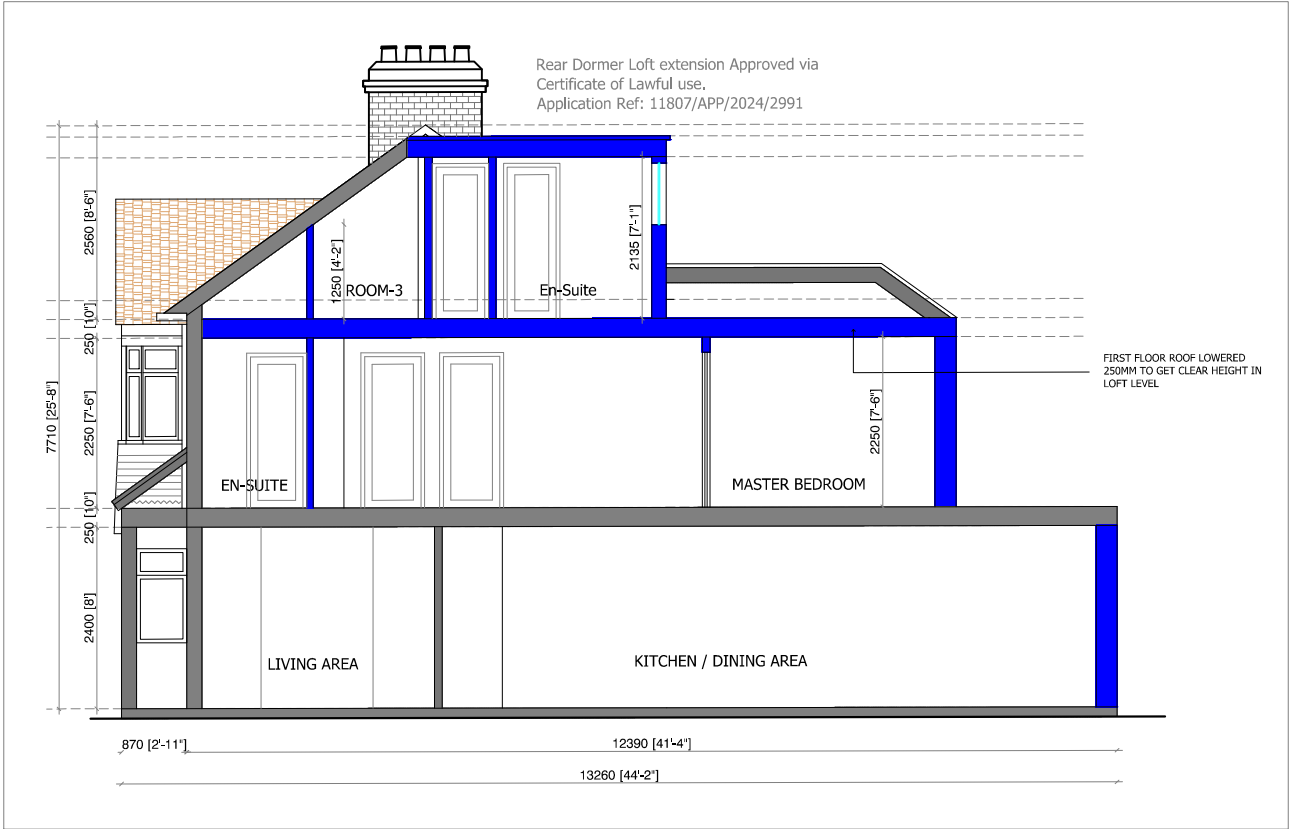 Rear Dormer Loft extension Approved via
Certificate of Lawful use.
Application Ref: 11807/APP/2024/2991
2560 [8'-6"]
1250 [4'-2"]
ROOM-3
En-Suite
2135 [7'-1"]
250 [10"]
FIRST FLOOR ROOF LOWERED
250MM TO GET CLEAR HEIGHT IN
LOFT LEVEL
7710 [25'-8"]
2250 [7'-6"]
2250 [7'-6"]
EN-SUITE
MASTER BEDROOM
250 [10"]
2400 [8']
LIVING AREA
KITCHEN / DINING AREA
870 [2'-11"]
12390 [41'-4"]
13260 [44'-2"]